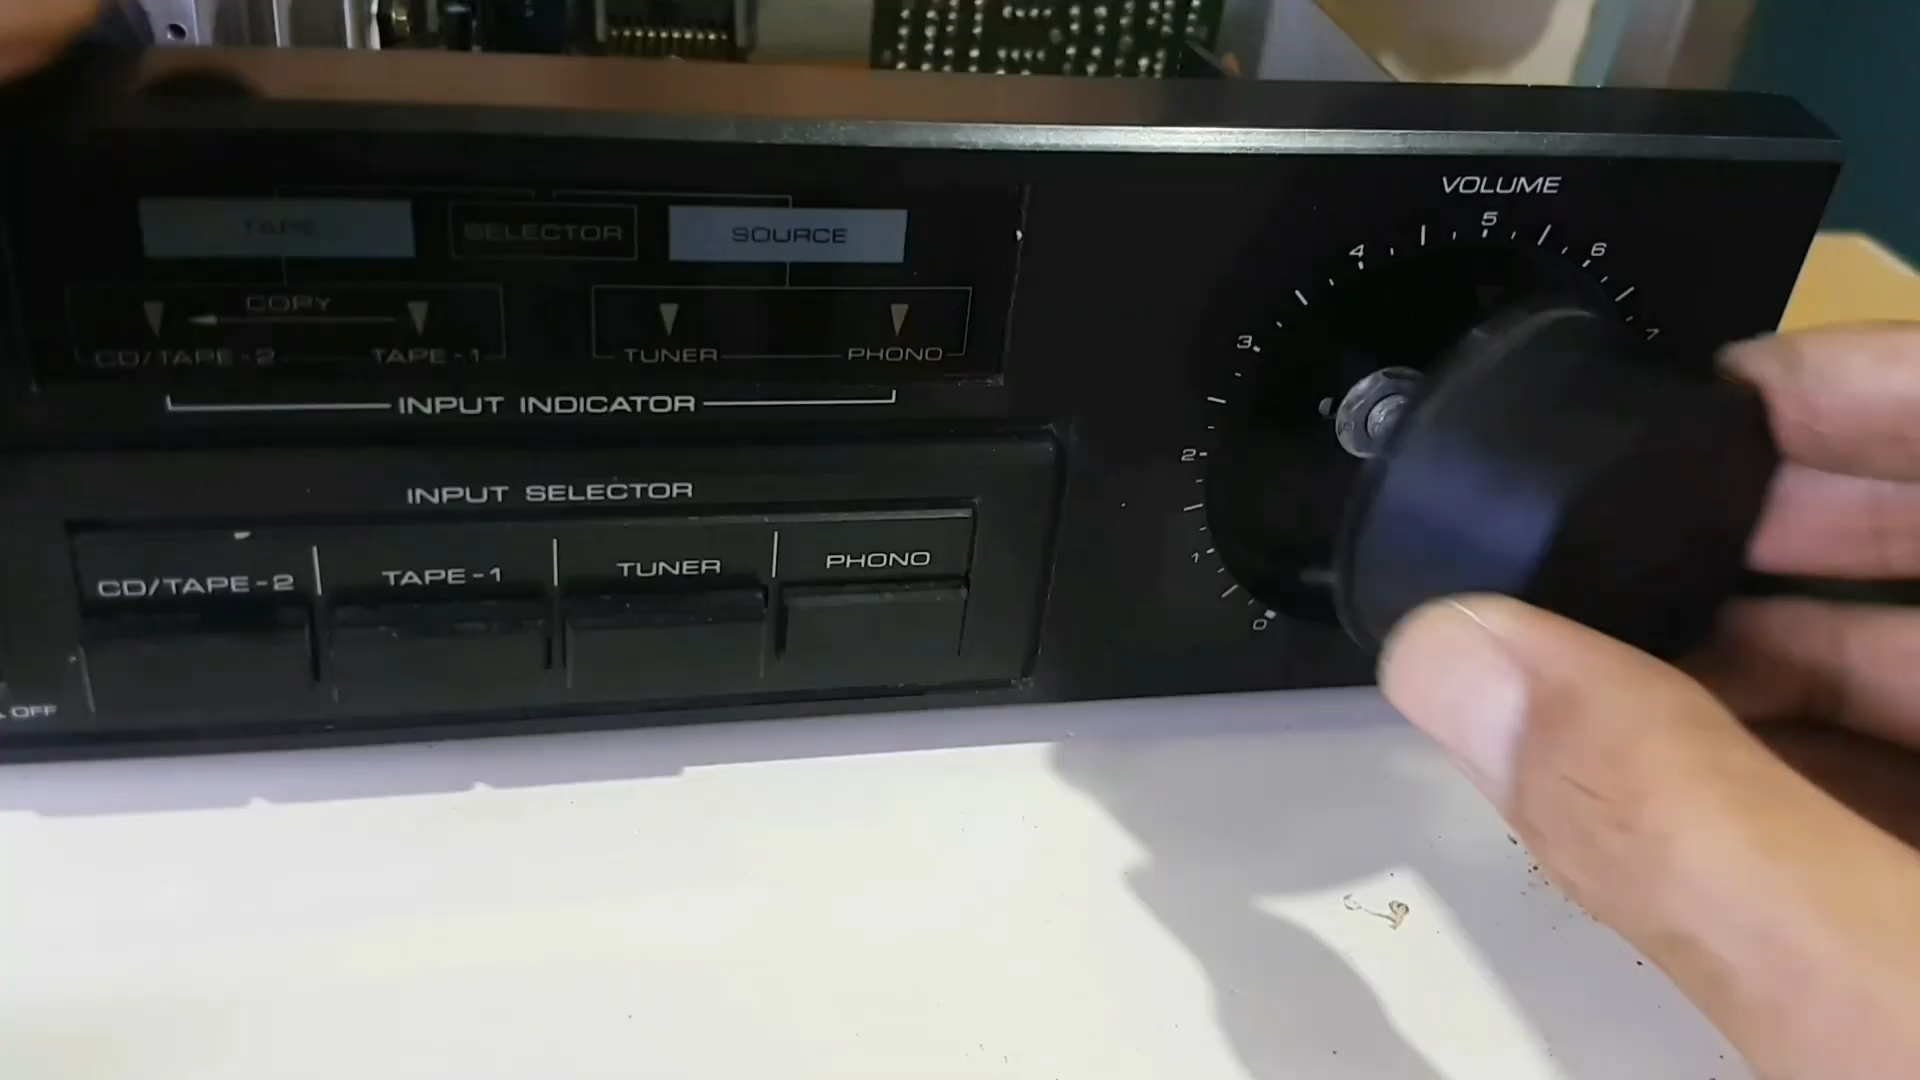 VOLUME
5
4
6
TAPE
SELECTOR
SOURCE
COPY
3
7
CD/TAPE-2
TAPE-1
TUNER
PHONO
INPUT INDICATOR
2
INPUT SELECTOR
CD/TAPE-2
TAPE-1
TUNER
PHONO
1
0
OFF